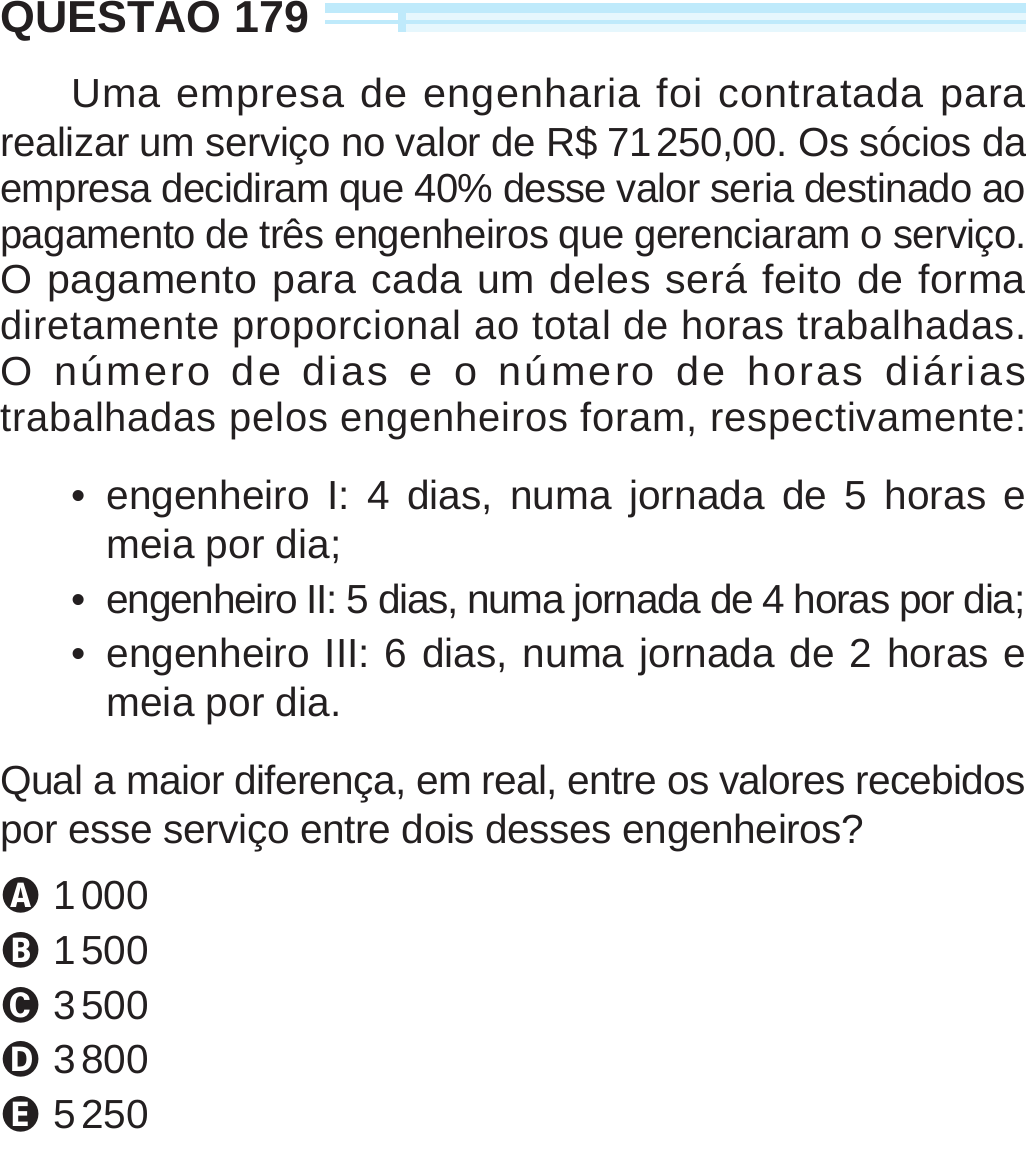 QUESTÃO 179
Uma empresa de engenharia foi contratada para
realizar um serviço no valor de R$ 71 250,00. Os sócios da
empresa decidiram que 40% desse valor seria destinado ao
pagamento de três engenheiros que gerenciaram o serviço.
O pagamento para cada um deles será feito de forma
diretamente proporcional ao total de horas trabalhadas.
O número de dias e o número de horas diárias
trabalhadas pelos engenheiros foram, respectivamente:
• engenheiro I: 4 dias, numa jornada de 5 horas e
meia por dia;
• engenheiro II: 5 dias, numa jornada de 4 horas por dia;
• engenheiro III: 6 dias, numa jornada de 2 horas e
meia por dia.
Qual a maior diferença, em real, entre os valores recebidos
por esse serviço entre dois desses engenheiros?
A 1 000
B 1 500
C 3 500
D 3 800
E 5 250